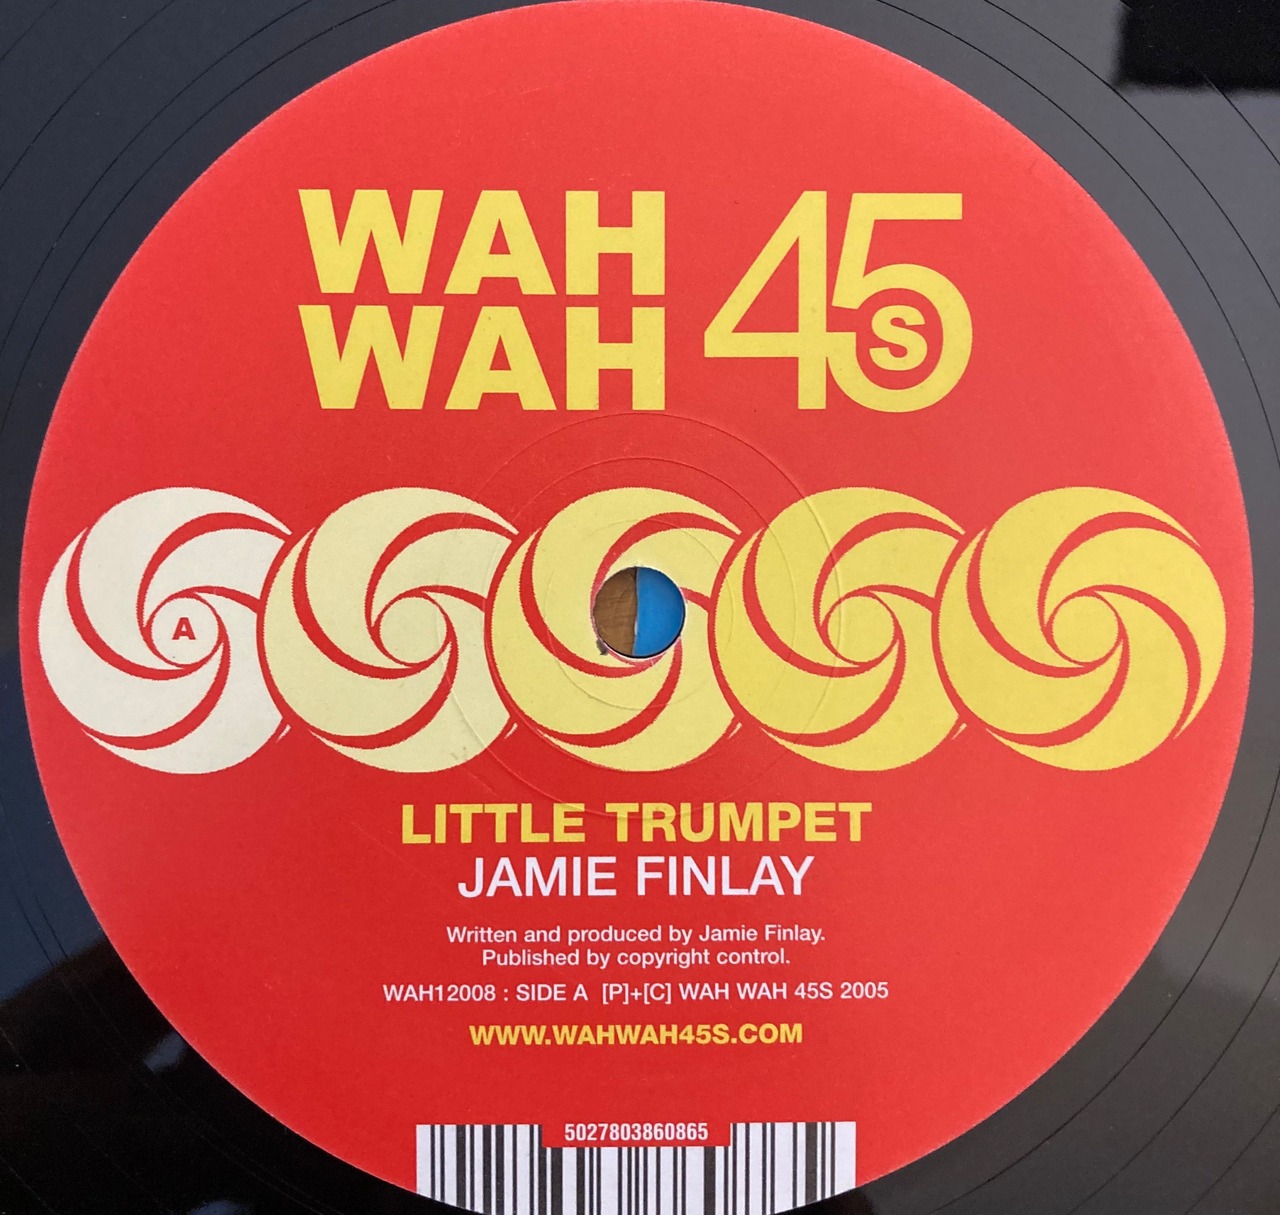 WAH 45s
WAH
A
LITTLE TRUMPET
JAMIE FINLAY
Written and produced by Jamie Finlay.
Published by copyright control.
WAH12008 : SIDE A [P]+[C] WAH WAH 45S 2005
WWW.WAHWAH45S.COM
5027803860865